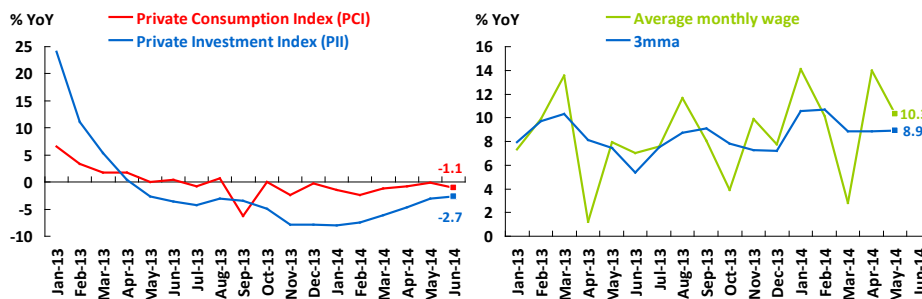 % YoY
Private Consumption Index (PCI)
Private Investment Index (PII)
25
20
15
10
5
0
-5
-10
-1.1
-2.7
Jan-13
Feb-13
Mar-13
Apr-13
May-13
Jun-13
Jul-13
Aug-13
Sep-13
Oct-13
Nov-13
Dec-13
Jan-14
Feb-14
Mar-14
Apr-14
May-14
Jun-14
% YoY
Average monthly wage
3mma
16
14
12
10
8
6
4
2
0
8.9
Jan-13
Feb-13
Mar-13
Apr-13
May-13
Jun-13
Jul-13
Aug-13
Sep-13
Oct-13
Nov-13
Dec-13
Jan-14
Feb-14
Mar-14
Apr-14
May-14
Jun-14